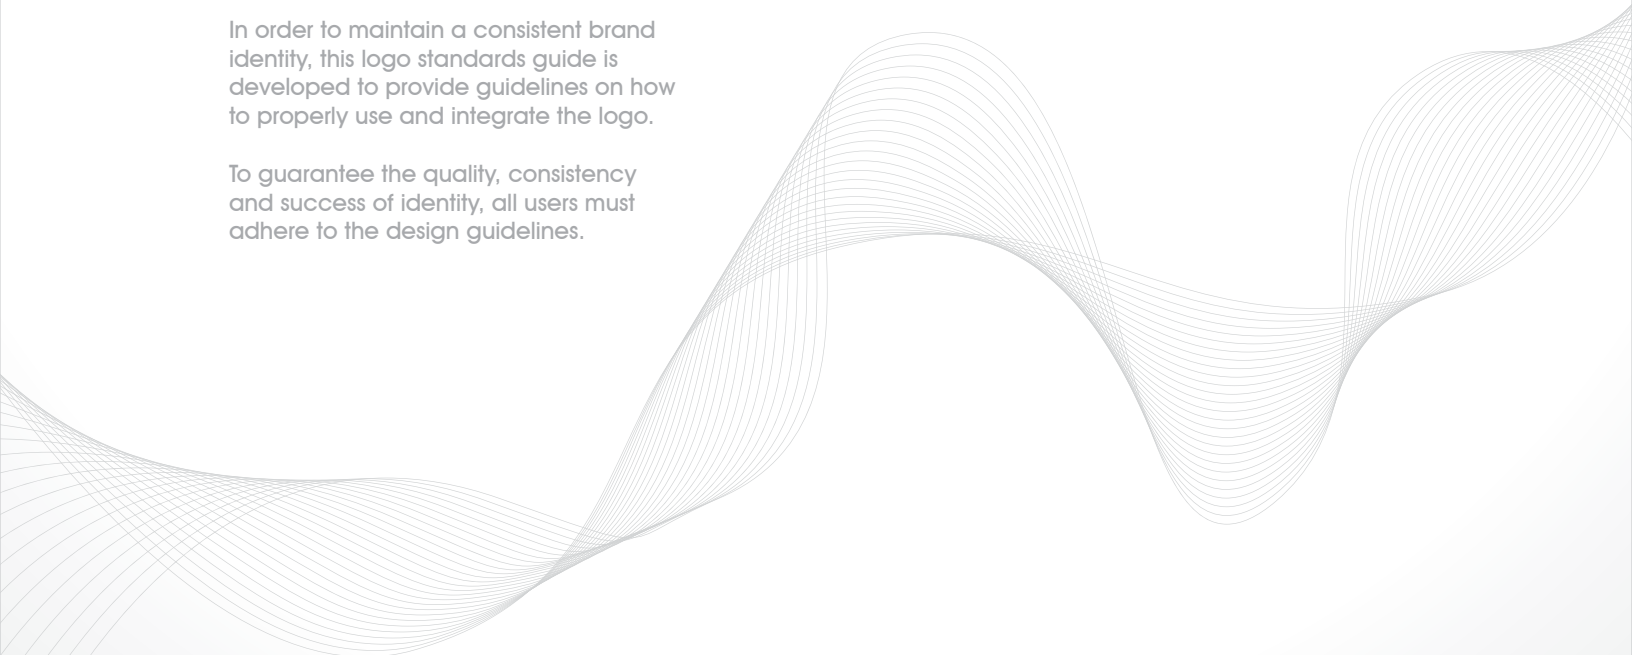 In order to maintain a consistent brand
identity, this logo standards guide is
developed to provide guidelines on how
to properly use and integrate the logo.
To guarantee the quality, consistency
and success of identity, all users must
adhere to the design guidelines.